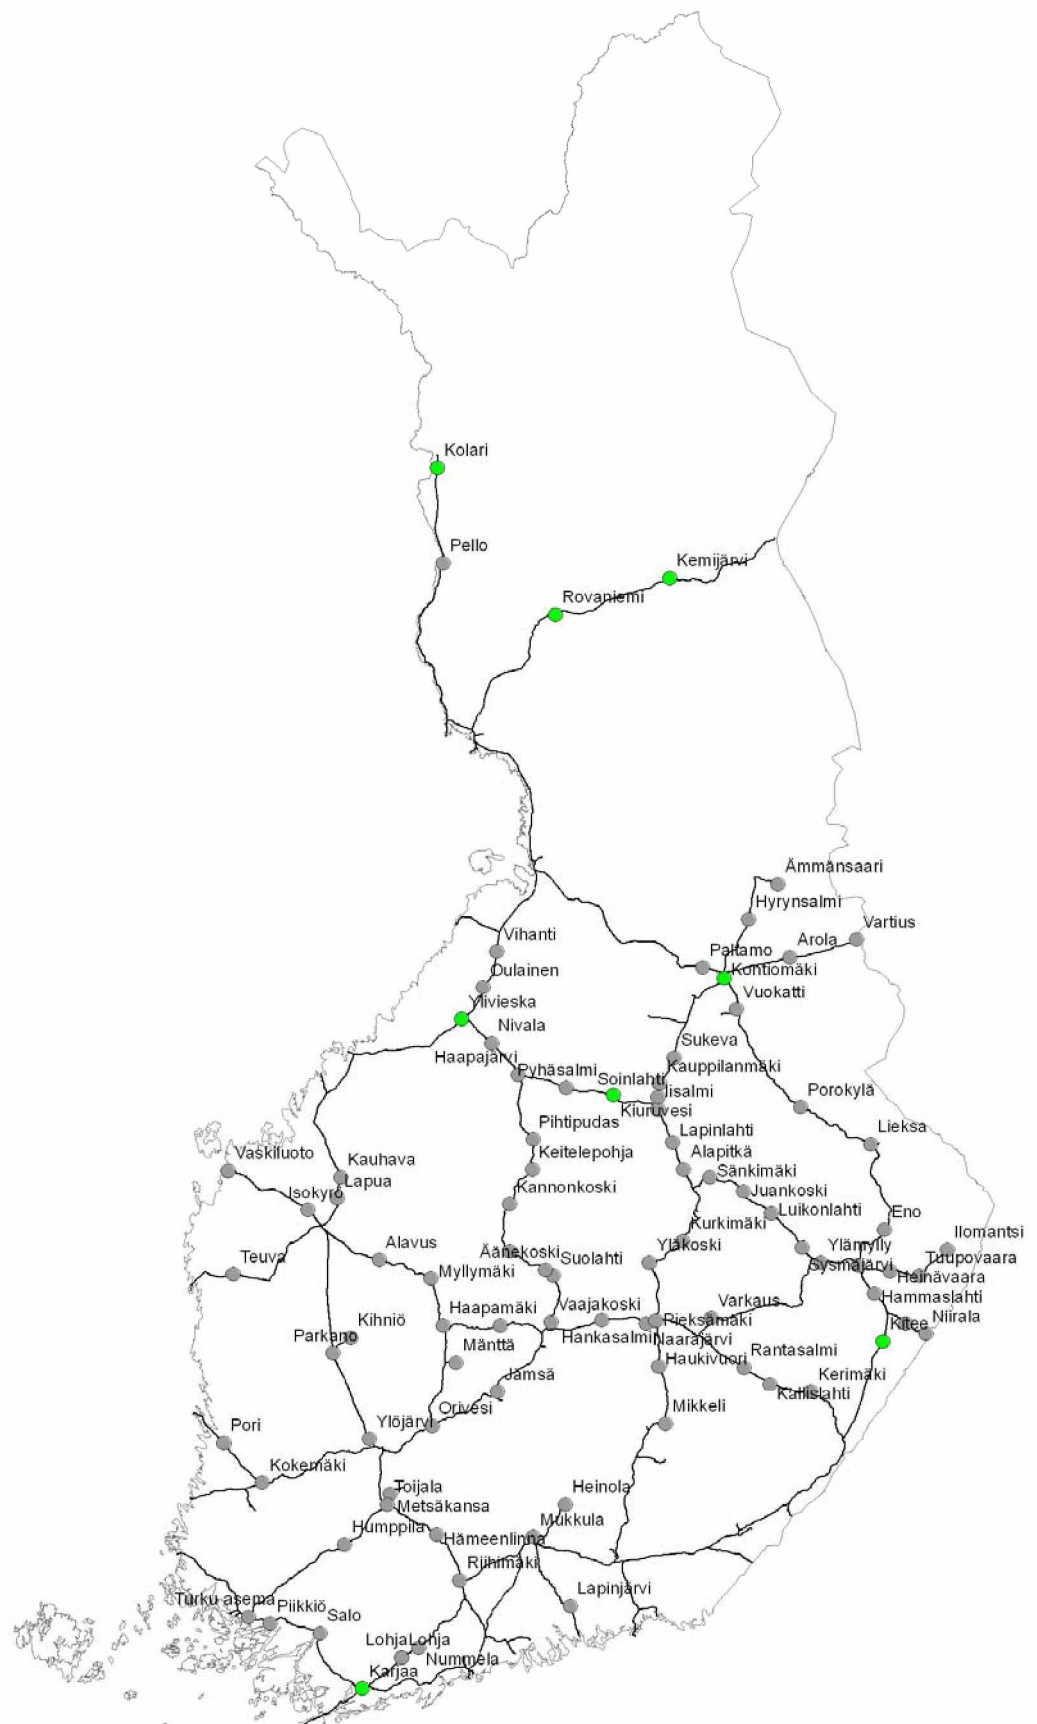 Kolari
Pello
Kemijärvi
Rovaniemi
Ämmänsaari
Hyrynsalmi
Vartius
Vihanti
Arola
Paltamo
Kontiomäki
Oulainen
Vuokatti
Ylivieska
Nivala
Sukeva
Haapajärvi
Kauppilanmäki
Pyhäsalmi
Soinlahti
Iisalmi
Porokylä
Kiuruvesi
Pihtipudas
Lapinlahti
Lieksa
Vaskiluoto
Keitelepohja
Kauhava
Alapitkä
Sänkimäki
Lapua
Kannonkoski
Isokyrö
Juankoski
Luikonlahti
Eno
Kurkimäki
Ilomantsi
Alavus
Äänekoski
Yläkoski
Ylämylly
Teuva
Suolahti
Tuupovaara
Myllymäki
Sysmäjärvi
Heinävaara
Hammaslahti
Haapamäki
Vaajakoski
Varkaus
Kihniö
Pieksämäki
Kitee
Niirala
Parkano
Hankasalmi
Naarajärvi
Mänttä
Rantasalmi
Haukivuori
Jämsä
Kerimäki
Kallislahti
Orivesi
Mikkeli
Pori
Ylöjärvi
Kokemäki
Toijala
Heinola
Metsäkansa
Mukkula
Humppila
Hämeenlinna
Riihimäki
Lapinjärvi
Turku asema
Piikkiö
Salo
Lohja
Lohja
Nummela
Karjaa